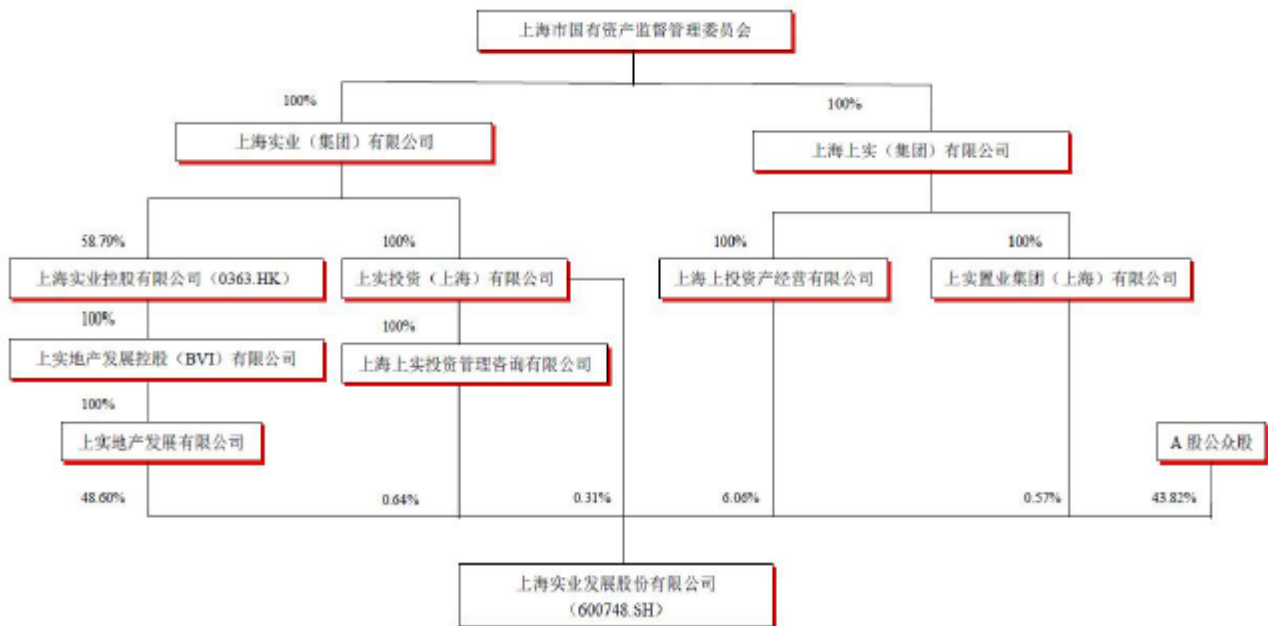 上海市国有资产监督管理委员会
100%
100%
上海实业（集团）有限公司
上海上实（集团）有限公司
58.79%
100%
100%
100%
上海实业控股有限公司（0363.HK）
上实投资（上海）有限公司
上海上投资产经营有限公司
上实置业集团（上海）有限公司
100%
100%
上实地产发展控股（BVI）有限公司
上海上实投资管理咨询有限公司
100%
上实地产发展有限公司
A 股公众股
48.60%
0.64%
0.31%
6.06%
0.57%
43.82%
上海实业发展股份有限公司
（600748.SH）